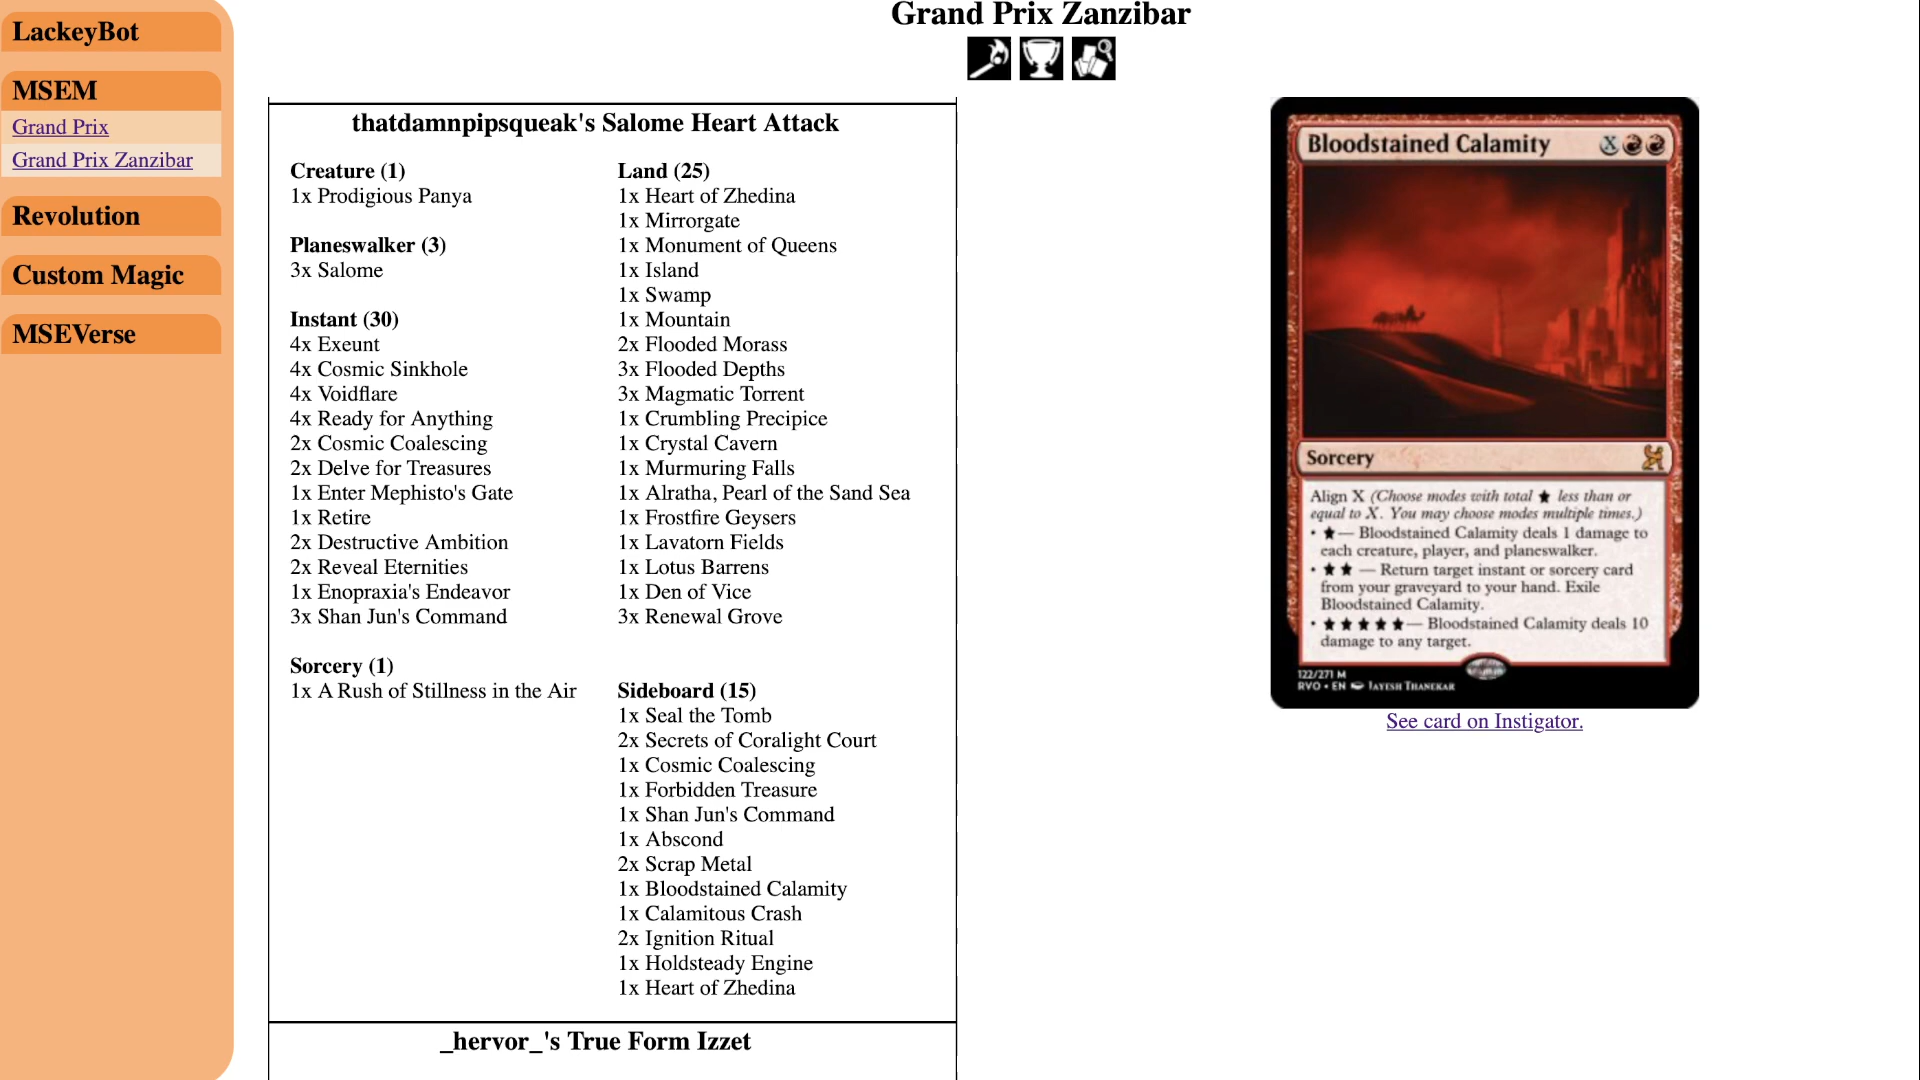 LackeyBot
MSEM
Grand Prix
Grand Prix Zanzibar
Revolution
Custom Magic
MSEVerse
Grand Prix Zanzibar
thatdamnpipsqueak's Salome Heart Attack
Creature (1)
1x Prodigious Panya
Planeswalker (3)
3x Salome
Instant (30)
4x Exeunt
4x Cosmic Sinkhole
4x Voidflare
4x Ready for Anything
2x Cosmic Coalescing
2x Delve for Treasures
1x Enter Mephisto's Gate
1x Retire
2x Destructive Ambition
2x Reveal Eternities
1x Enopraxia's Endeavor
3x Shan Jun's Command
Sorcery (1)
1x A Rush of Stillness in the Air
Land (25)
1x Heart of Zhedina
1x Mirrorgate
1x Monument of Queens
1x Island
1x Swamp
1x Mountain
2x Flooded Morass
3x Flooded Depths
3x Magmatic Torrent
1x Crumbling Precipice
1x Crystal Cavern
1x Murmuring Falls
1x Alratha, Pearl of the Sand Sea
1x Frostfire Geysers
1x Lavatorn Fields
1x Lotus Barrens
1x Den of Vice
3x Renewal Grove
Sideboard (15)
1x Seal the Tomb
2x Secrets of Coralight Court
1x Cosmic Coalescing
1x Forbidden Treasure
1x Shan Jun's Command
1x Abscond
2x Scrap Metal
1x Bloodstained Calamity
1x Calamitous Crash
2x Ignition Ritual
1x Holdsteady Engine
1x Heart of Zhedina
_hervor_'s True Form Izzet
Bloodstained Calamity X
Sorcery
Align X (Choose modes with total ★ less than or
equal to X. You may choose modes multiple times.)
• ★— Bloodstained Calamity deals 1 damage to
each creature, player, and planeswalker.
• ★ ★ — Return target instant or sorcery card
from your graveyard to your hand. Exile
Bloodstained Calamity.
• ★ ★ ★ ★ ★— Bloodstained Calamity deals 10
damage to any target.
122/271 M
RVO • EN Jayesh Thanekar
See card on Instigator.